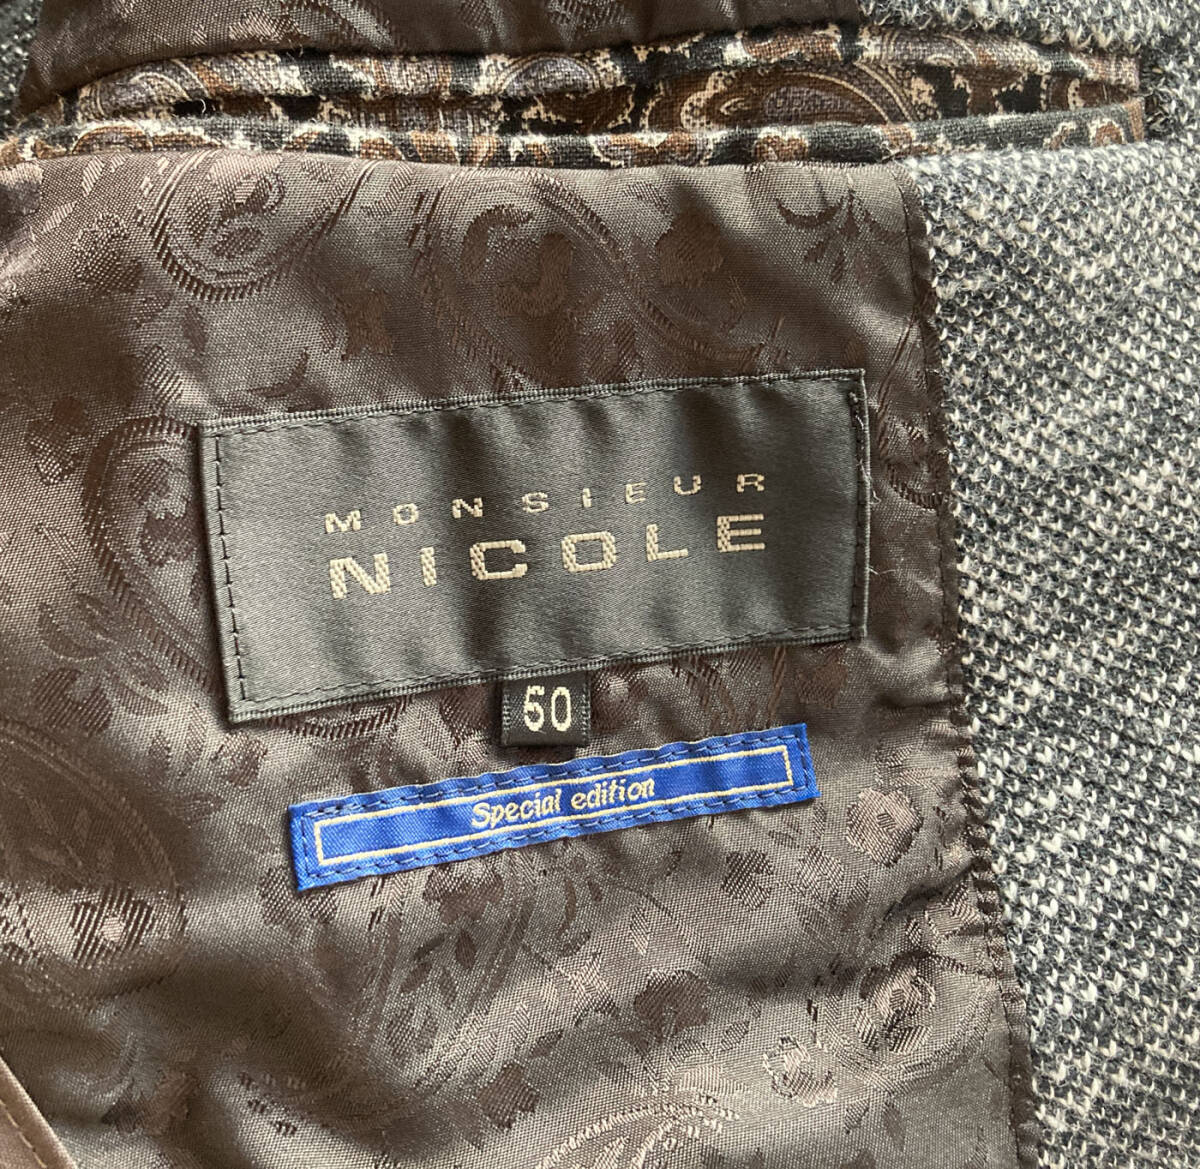 MONSIEUR
NICOLE
50
Special edition